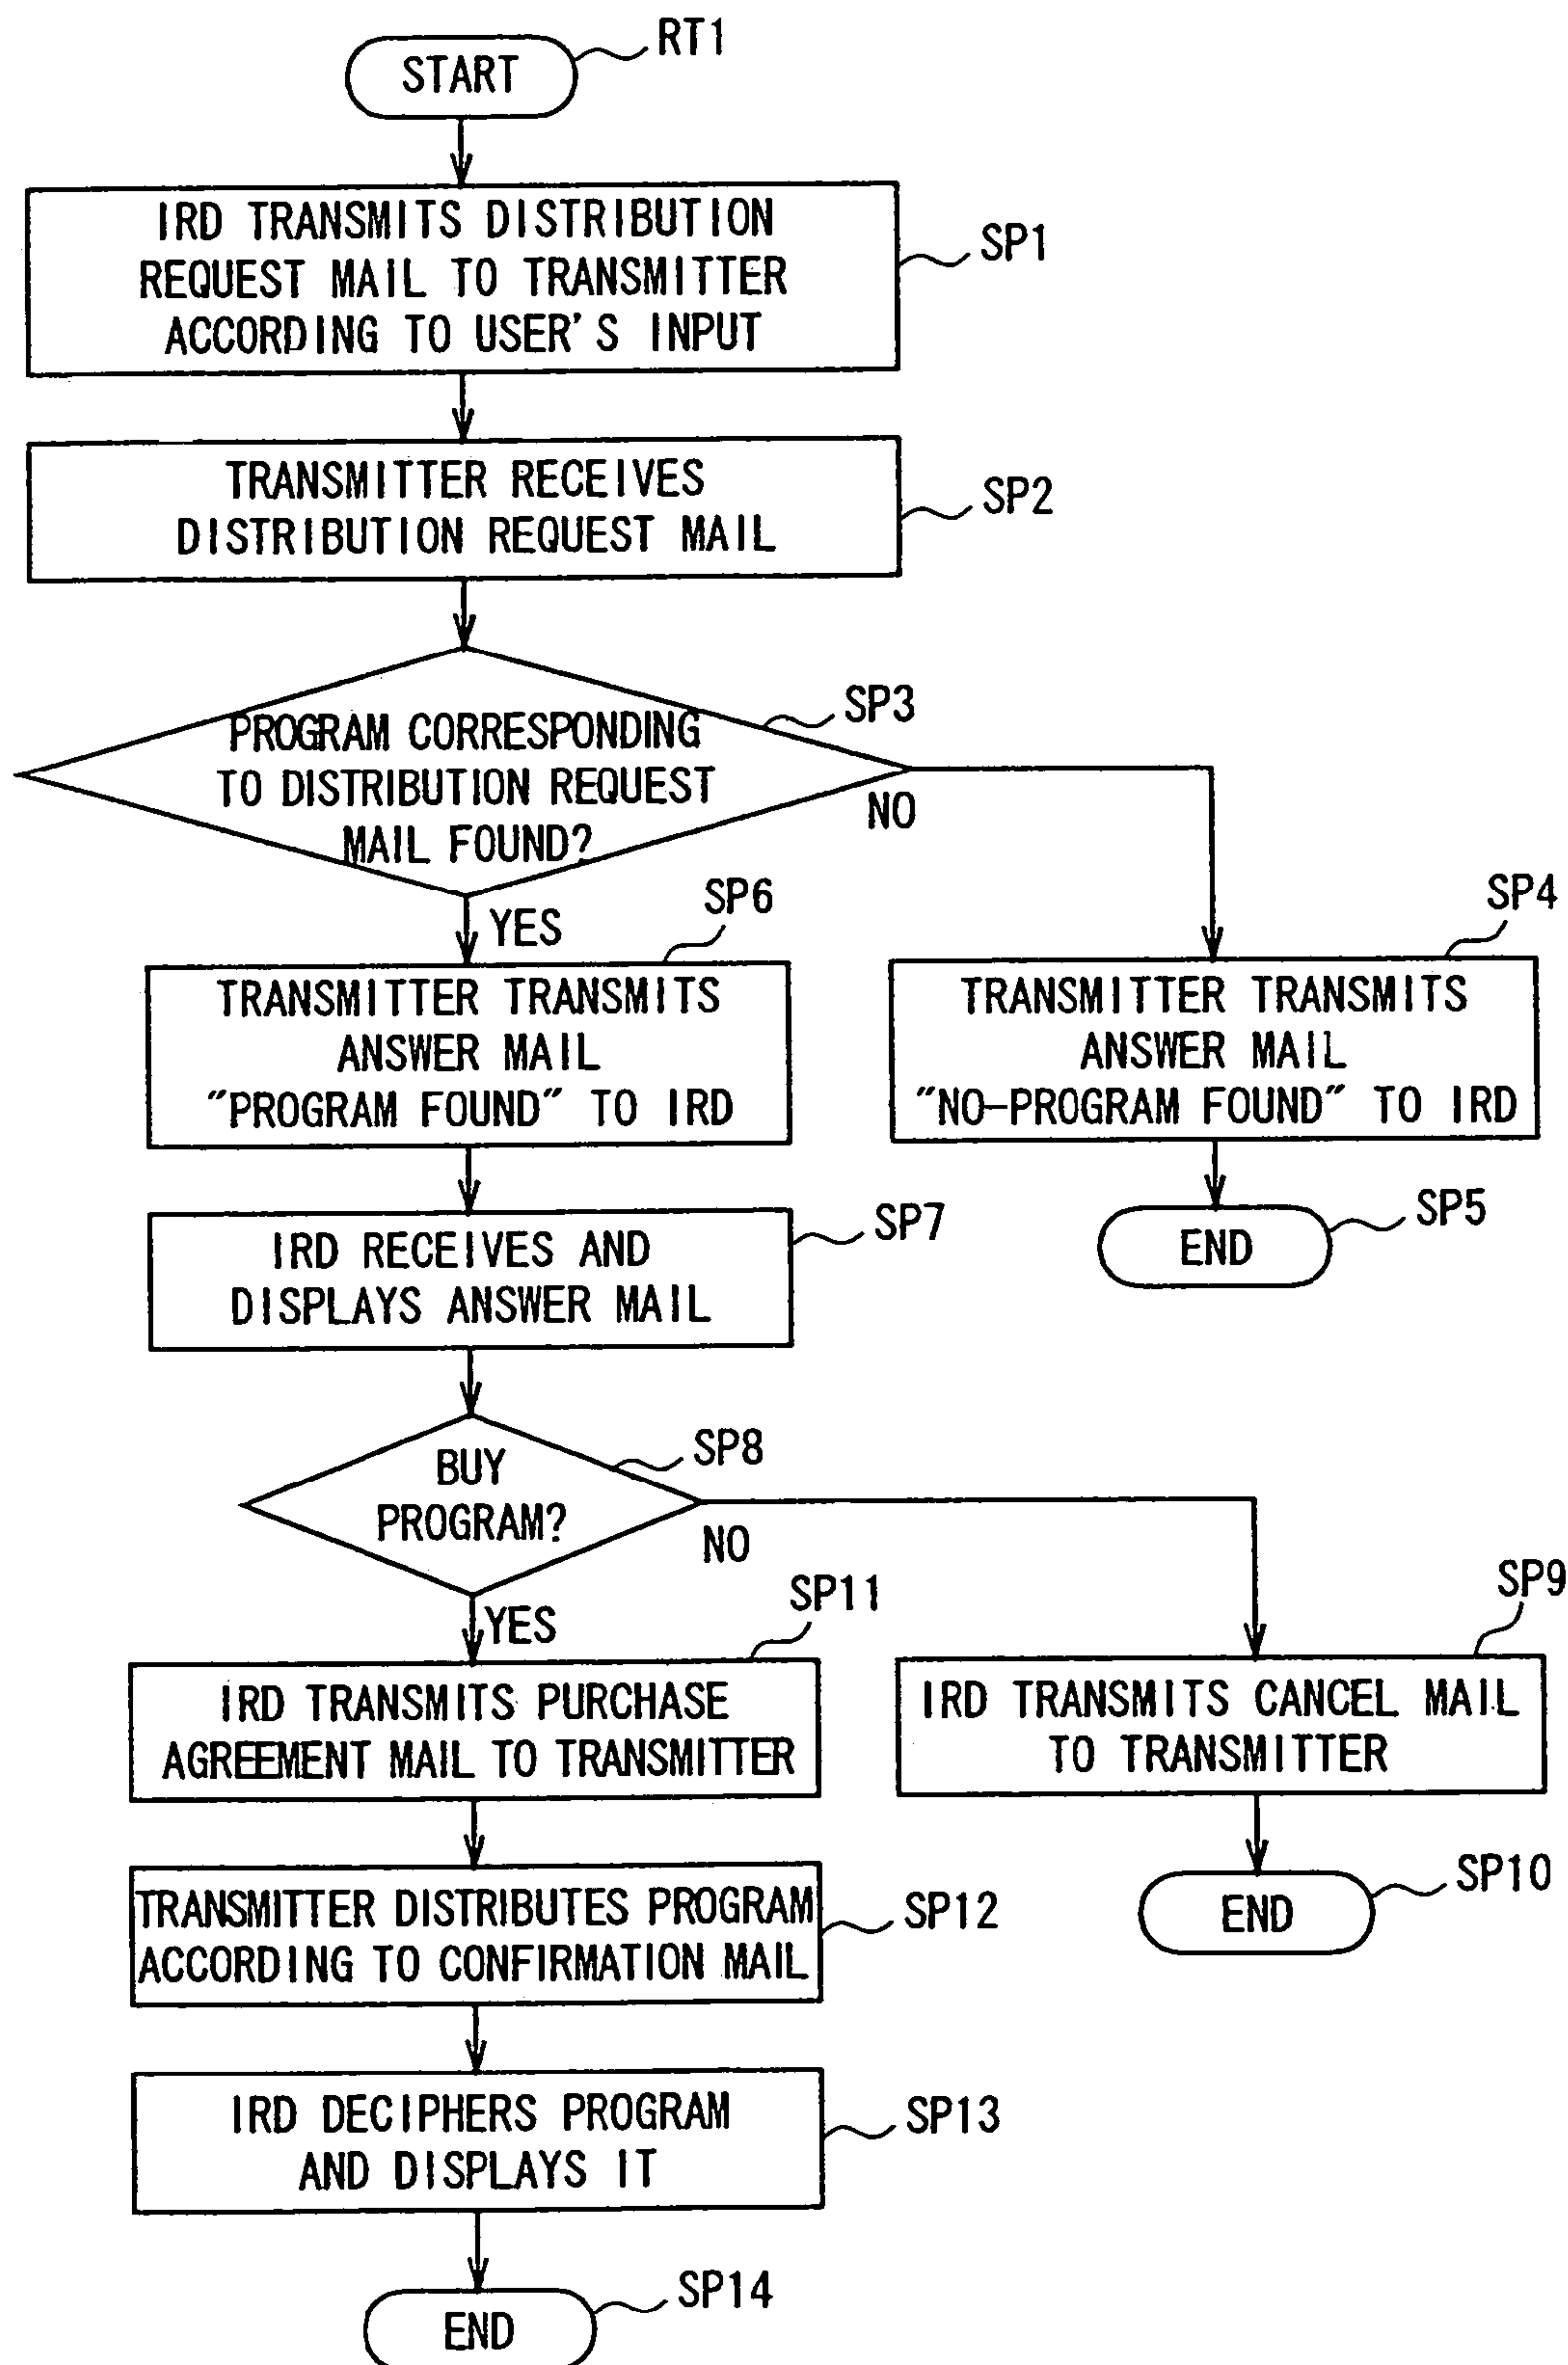 START
RT1
IRD TRANSMITS DISTRIBUTION
REQUEST MAIL TO TRANSMITTER
ACCORDING TO USER'S INPUT
SP1
TRANSMITTER RECEIVES
DISTRIBUTION REQUEST MAIL
SP2
PROGRAM CORRESPONDING
TO DISTRIBUTION REQUEST
MAIL FOUND?
SP3
NO
YES
SP6
TRANSMITTER TRANSMITS
ANSWER MAIL
"PROGRAM FOUND" TO IRD
SP4
TRANSMITTER TRANSMITS
ANSWER MAIL
"NO-PROGRAM FOUND" TO IRD
SP7
IRD RECEIVES AND
DISPLAYS ANSWER MAIL
END
SP5
BUY
PROGRAM?
SP8
NO
YES
SP11
IRD TRANSMITS PURCHASE
AGREEMENT MAIL TO TRANSMITTER
SP9
IRD TRANSMITS CANCEL MAIL
TO TRANSMITTER
TRANSMITTER DISTRIBUTES PROGRAM
ACCORDING TO CONFIRMATION MAIL
SP12
END
SP10
IRD DECIPHERS PROGRAM
AND DISPLAYS IT
SP13
END
SP14